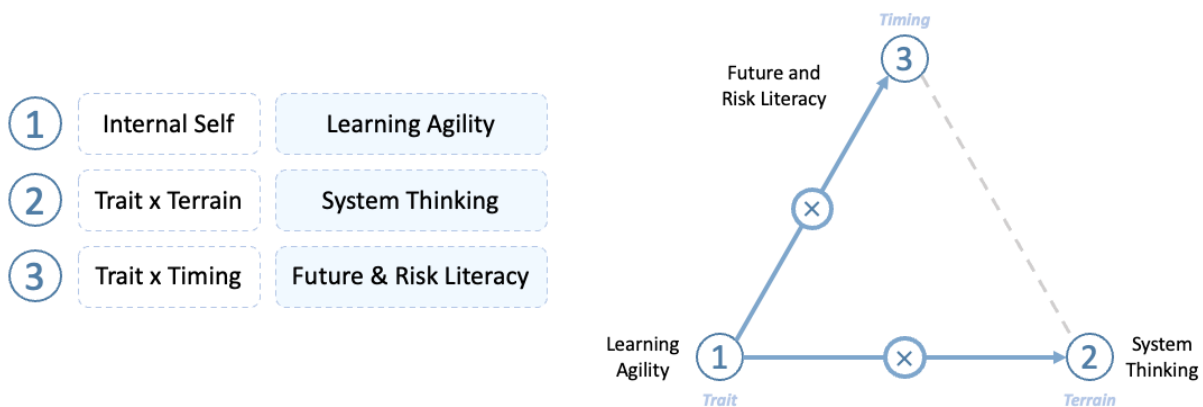 1 Internal Self Learning Agility
2 Trait x Terrain System Thinking
3 Trait x Timing Future & Risk Literacy
Timing
3
Future and
Risk Literacy
×
Learning
Agility
1
×
2
System
Thinking
Trait
Terrain